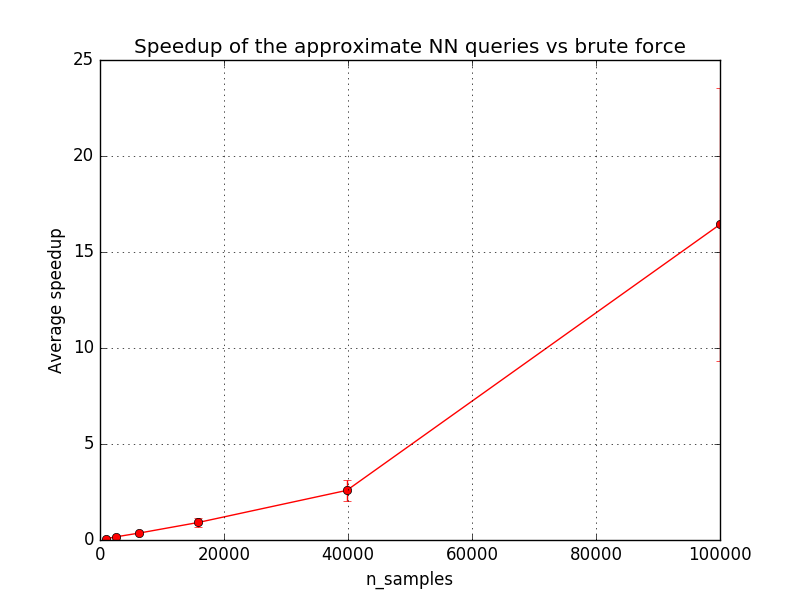 Speedup of the approximate NN queries vs brute force
25
20
15
10
5
0
Average speedup
0 20000 40000 60000 80000 100000
n_samples